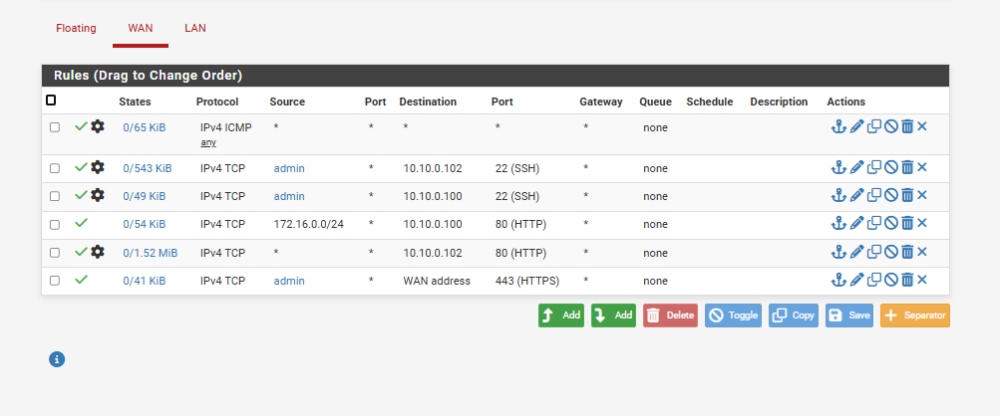 Floating WAN LAN
Rules (Drag to Change Order)
States Protocol Source Port Destination Port Gateway Queue Schedule Description Actions
0/65 KiB IPv4 ICMP * * * * * none
any
0/543 KiB IPv4 TCP admin * 10.10.0.102 22 (SSH) * none
0/49 KiB IPv4 TCP admin * 10.10.0.100 22 (SSH) * none
0/54 KiB IPv4 TCP 172.16.0.0/24 * 10.10.0.100 80 (HTTP) * none
0/1.52 MiB IPv4 TCP * * 10.10.0.102 80 (HTTP) * none
0/41 KiB IPv4 TCP admin * WAN address 443 (HTTPS) * none
Add Add Delete Toggle Copy Save Separator